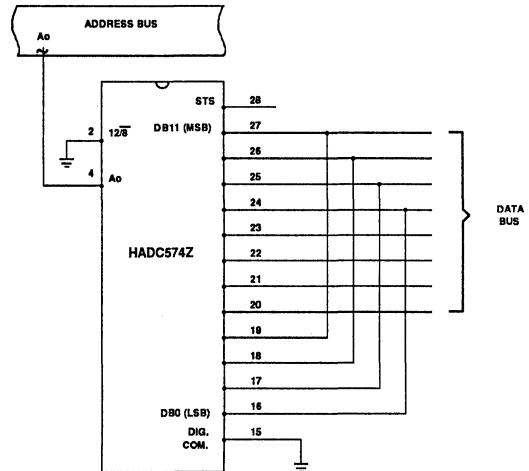 ADDRESS BUS
Ao
STS 28
2 12/8 DB11 (MSB) 27
26
25
4 Ao
24
23
DATA
BUS
HADC574Z
22
21
20
19
18
17
DB0 (LSB) 16
DIG.
COM. 15